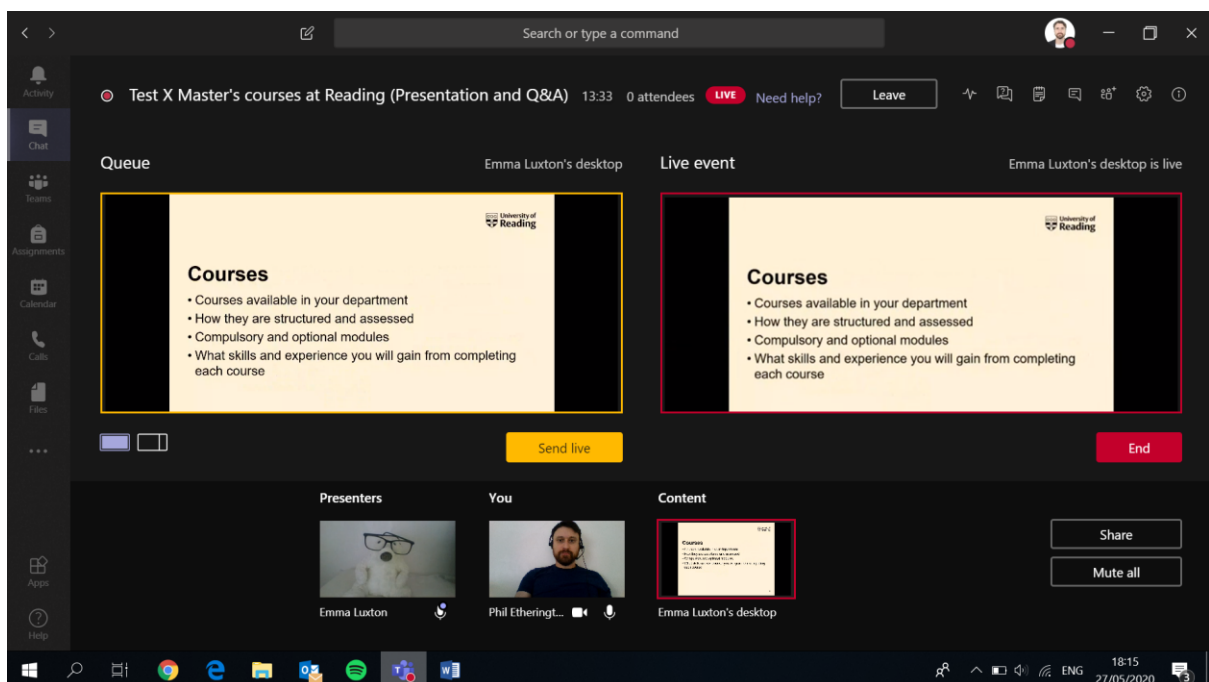 Search or type a command
Activity
Chat
Teams
Assignments
Calendar
Calls
Files
Apps
Help
Test X Master's courses at Reading (Presentation and Q&A) 13:33 0 attendees LIVE Need help? Leave
Queue Emma Luxton's desktop
University of
Reading
Courses
• Courses available in your department
• How they are structured and assessed
• Compulsory and optional modules
• What skills and experience you will gain from completing
each course
Send live
Live event Emma Luxton's desktop is live
University of
Reading
Courses
• Courses available in your department
• How they are structured and assessed
• Compulsory and optional modules
• What skills and experience you will gain from completing
each course
End
Presenters You Content
Courses
Emma Luxton Phil Etheringt... Emma Luxton's desktop
Share
Mute all
ENG 18:15
27/05/2020 3